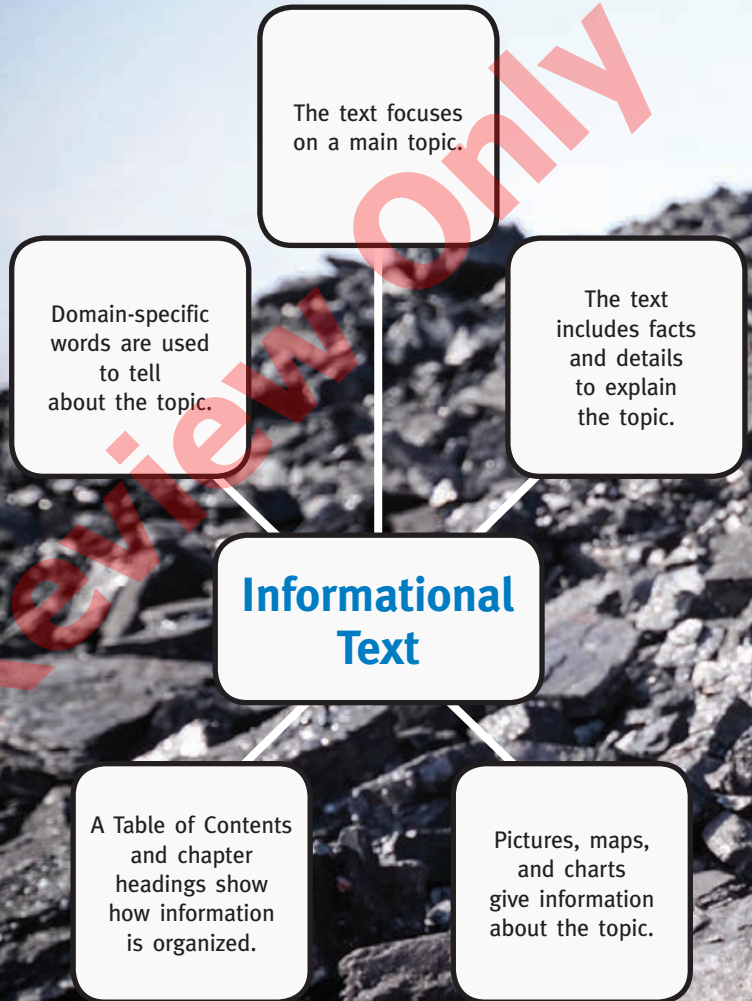 The text focuses
on a main topic.
Domain-specific
words are used
to tell
about the topic.
The text
includes facts
and details
to explain
the topic.
Informational
Text
A Table of Contents
and chapter
headings show
how information
is organized.
Pictures, maps,
and charts
give information
about the topic.
Review Only